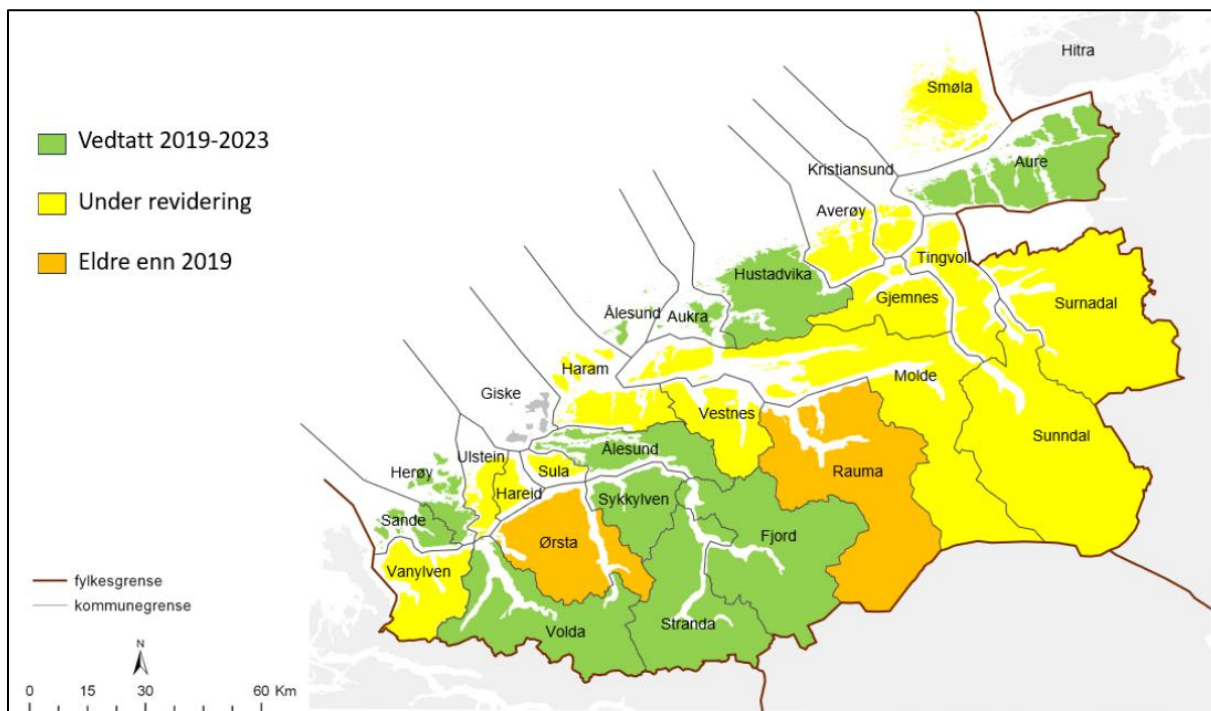 Hitra
Smøla
Vedtatt 2019-2023
Aure
Kristiansund
Under revidering
Averøy
Tingvoll
Eldre enn 2019
Hustadvika
Gjemnes
Surnadal
Ålesund
Aukra
Haram
Molde
Giske
Vestnes
Sunndal
Ulstein
Ålesund
Herøy
Sula
Rauma
Hareid
Sykkylven
Sande
Ørsta
Fjord
Vanylven
fylkesgrense
kommunegrense
Stranda
Volda
N
0 15 30 60 Km